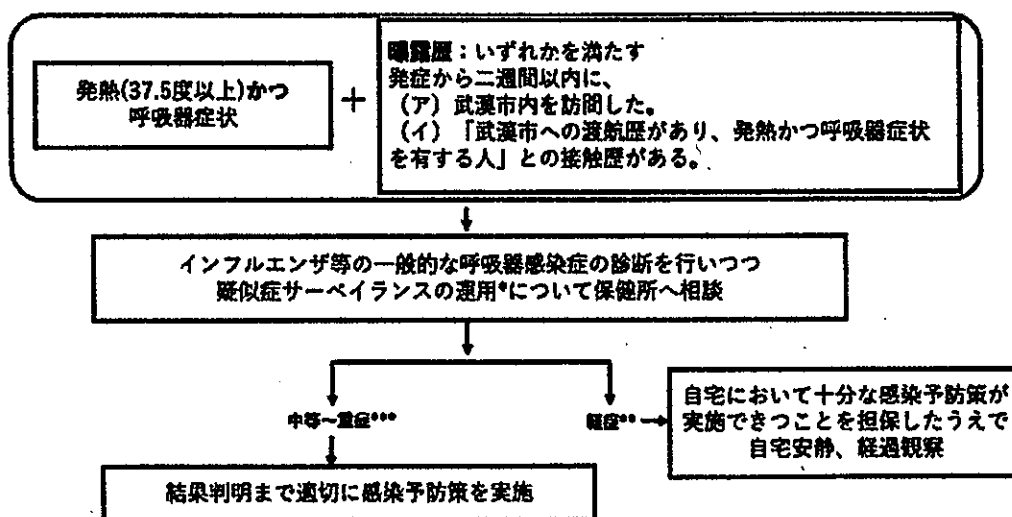 発熱(37.5度以上)かつ
呼吸器症状
+
曝露歴：いずれかを満たす
発症から二週間以内に、
（ア）武漢市内を訪問した。
（イ）「武漢市への渡航歴があり、発熱かつ呼吸器症状
を有する人」との接触歴がある。
インフルエンザ等の一般的な呼吸器感染症の診断を行いつつ
疑似症サーベイランスの運用*について保健所へ相談
中等～重症***
軽症**
自宅において十分な感染予防策が
実施できつことを担保したうえで
自宅安静、経過観察
結果判明まで適切に感染予防策を実施